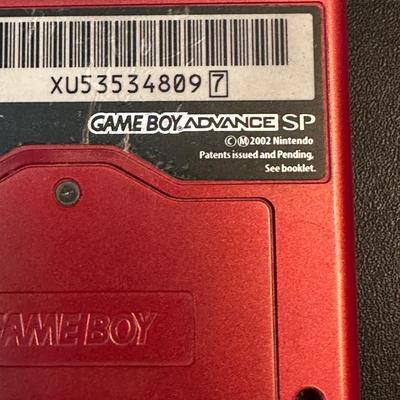 XU53534809 7
GAME BOY ADVANCE SP
©Ⓜ2002 Nintendo
Patents issued and Pending,
See booklet.
GAME BOY